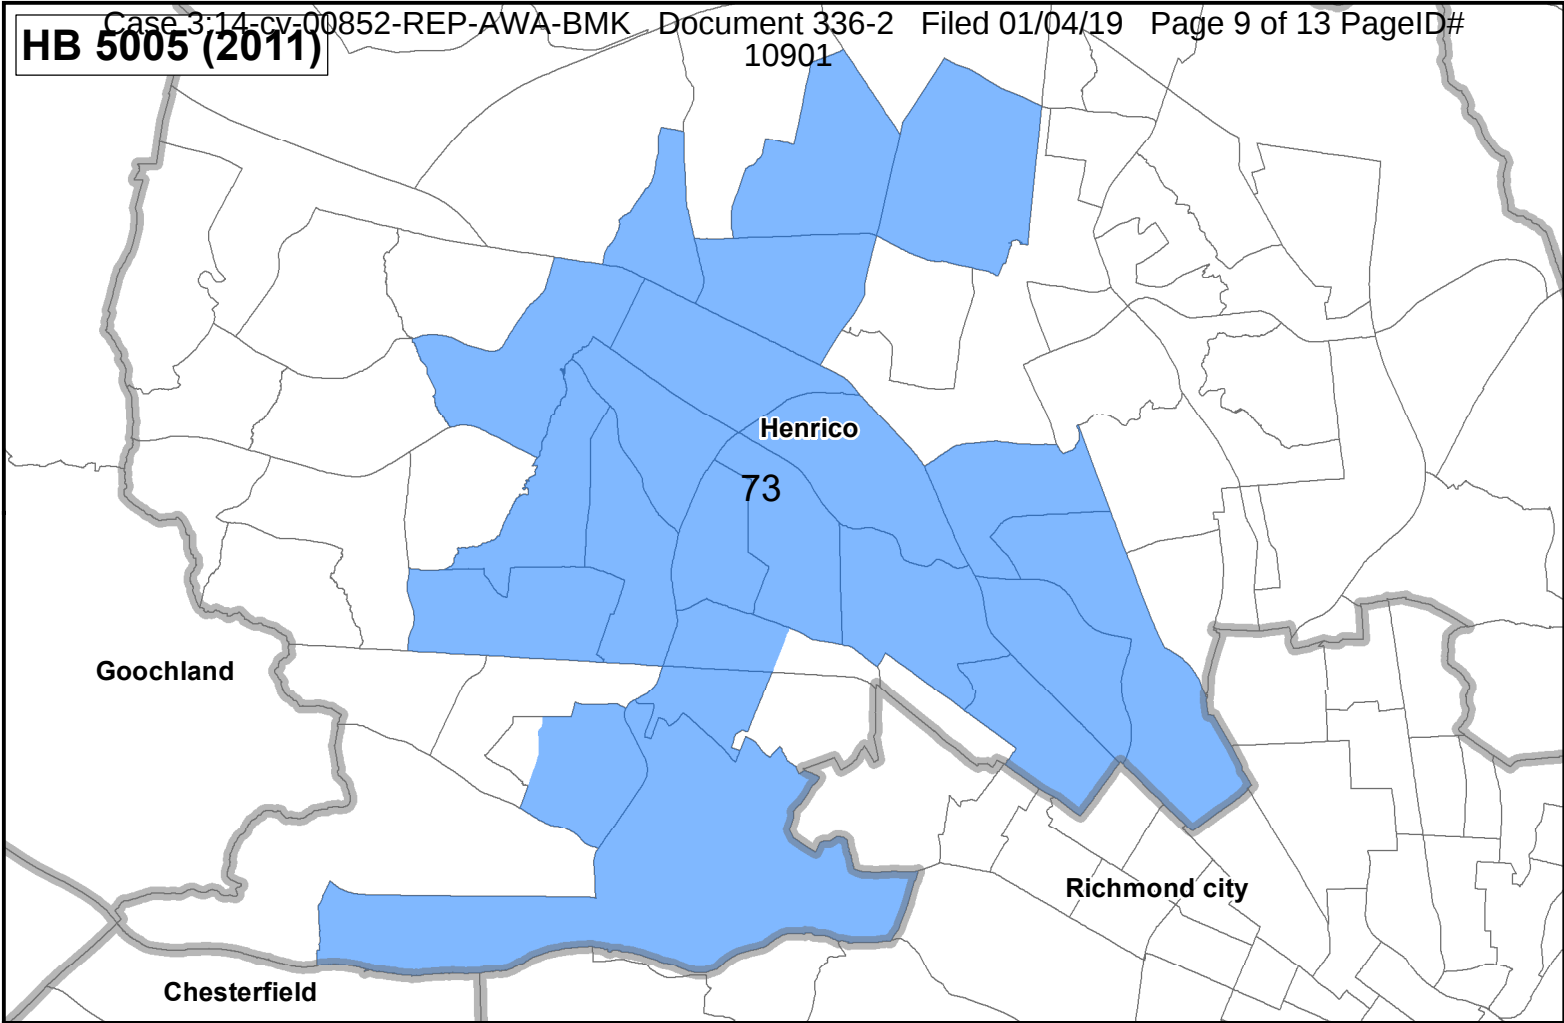 Case 3:14-cv-00852-REP-AWA-BMK Document 336-2 Filed 01/04/19 Page 9 of 13 PageID#
10901
HB 5005 (2011)
Henrico
73
Goochland
Richmond city
Chesterfield